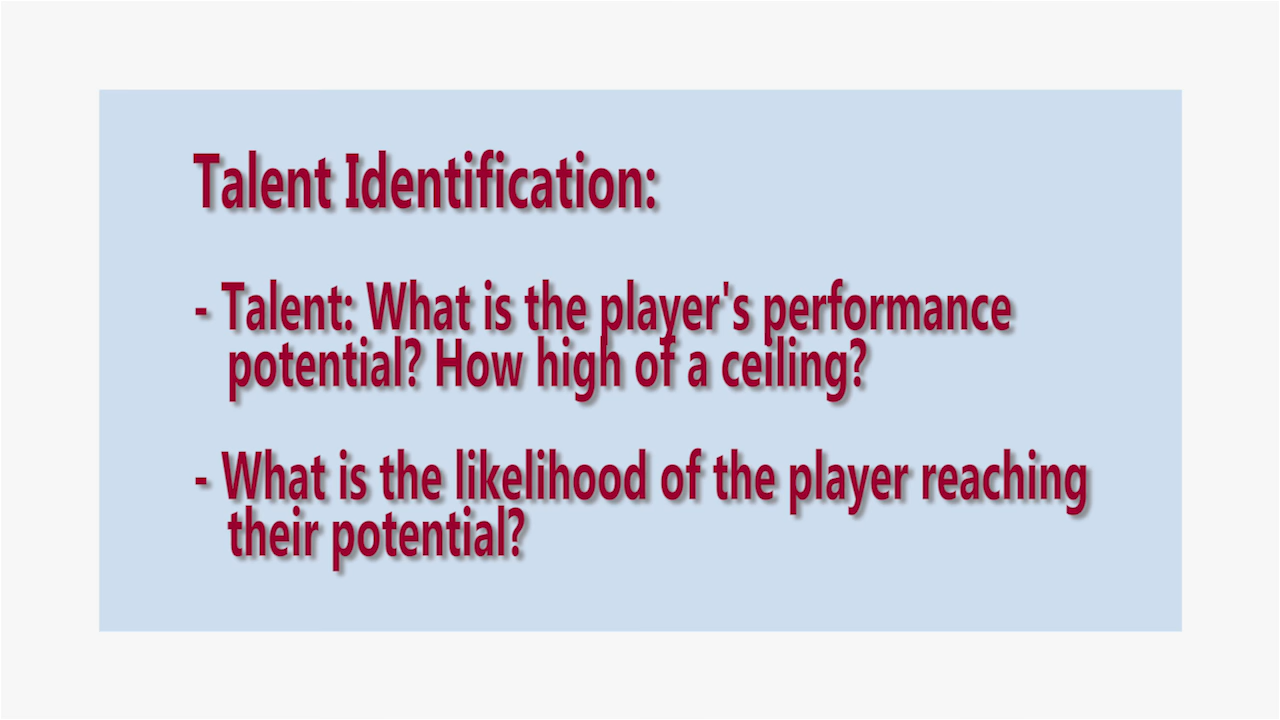 Talent Identification:
- Talent: What is the player's performance
potential? How high of a ceiling?
- What is the likelihood of the player reaching
their potential?